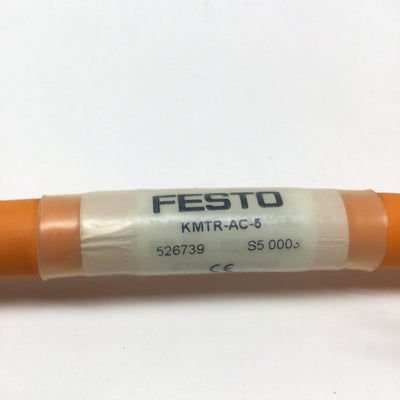 FESTO
KMTR-AC-5
526739 S5 0003
CE